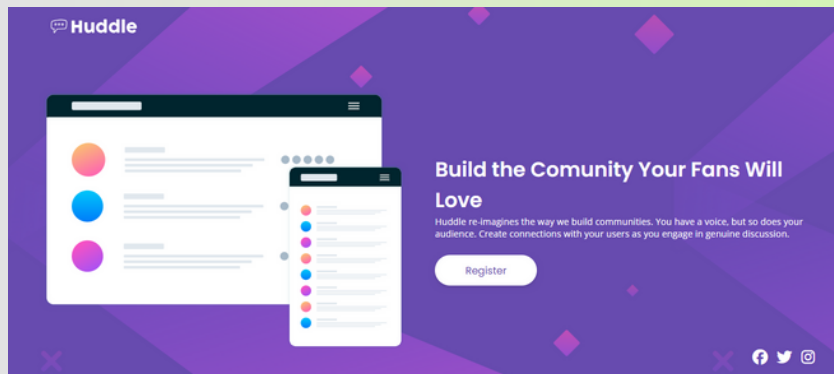 Huddle
Build the Comunity Your Fans Will
Love
Huddle re-imagines the way we build communities. You have a voice, but so does your
audience. Create connections with your users as you engage in genuine discussion.
Register